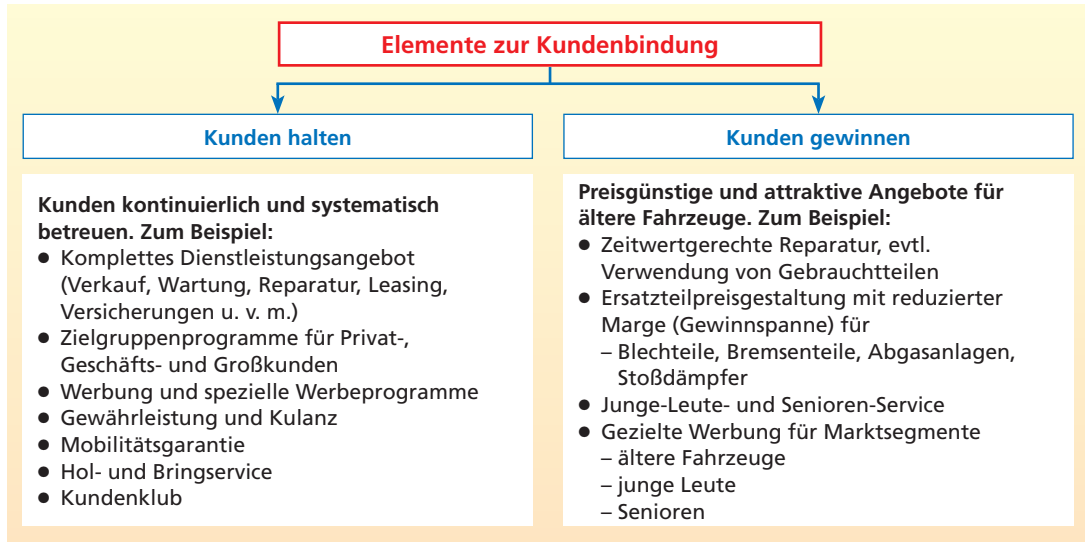 Elemente zur Kundenbindung
Kunden halten
Kunden kontinuierlich und systematisch
betreuen. Zum Beispiel:
● Komplettes Dienstleistungsangebot
(Verkauf, Wartung, Reparatur, Leasing,
Versicherungen u. v. m.)
● Zielgruppenprogramme für Privat-,
Geschäfts- und Großkunden
● Werbung und spezielle Werbeprogramme
● Gewährleistung und Kulanz
● Mobilitätsgarantie
● Hol- und Bringservice
● Kundenklub
Kunden gewinnen
Preisgünstige und attraktive Angebote für
ältere Fahrzeuge. Zum Beispiel:
● Zeitwertgerechte Reparatur, evtl.
Verwendung von Gebrauchtteilen
● Ersatzteilpreisgestaltung mit reduzierter
Marge (Gewinnspanne) für
– Blechteile, Bremsenteile, Abgasanlagen,
Stoßdämpfer
● Junge-Leute- und Senioren-Service
● Gezielte Werbung für Marktsegmente
– ältere Fahrzeuge
– junge Leute
– Senioren